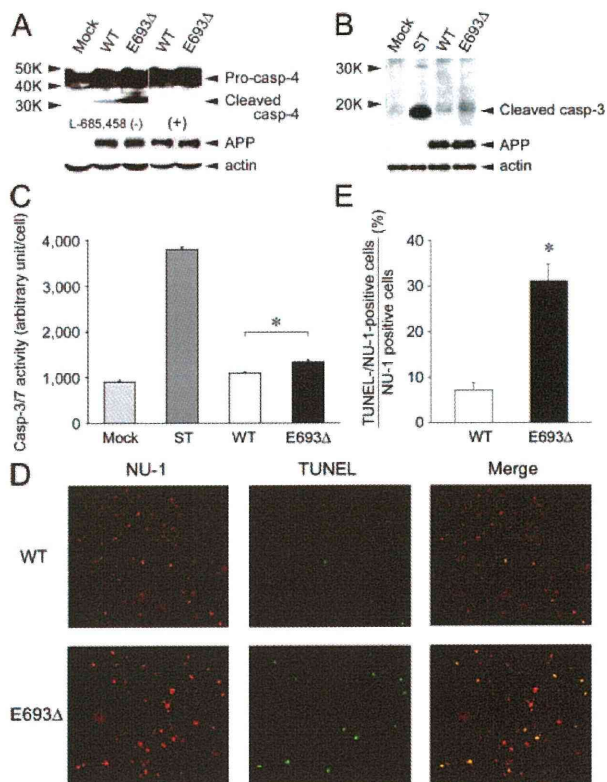 A
Mock
WT
E693Δ
WT
E693Δ
50K
40K
30K
Pro-casp-4
Cleaved
casp-4
L-685,458 (-)
(+)
APP
actin
B
Mock
ST
WT
E693Δ
30K
20K
Cleaved casp-3
APP
actin
C
Casp-3/7 activity (arbitrary unit/cell)
4,000
3,000
2,000
1,000
0
*
Mock
ST
WT
E693Δ
E
TUNEL-/NU-1-positive cells
NU-1 positive cells
(%)
40
30
20
10
0
*
WT
E693Δ
D
NU-1
TUNEL
Merge
WT
E693Δ